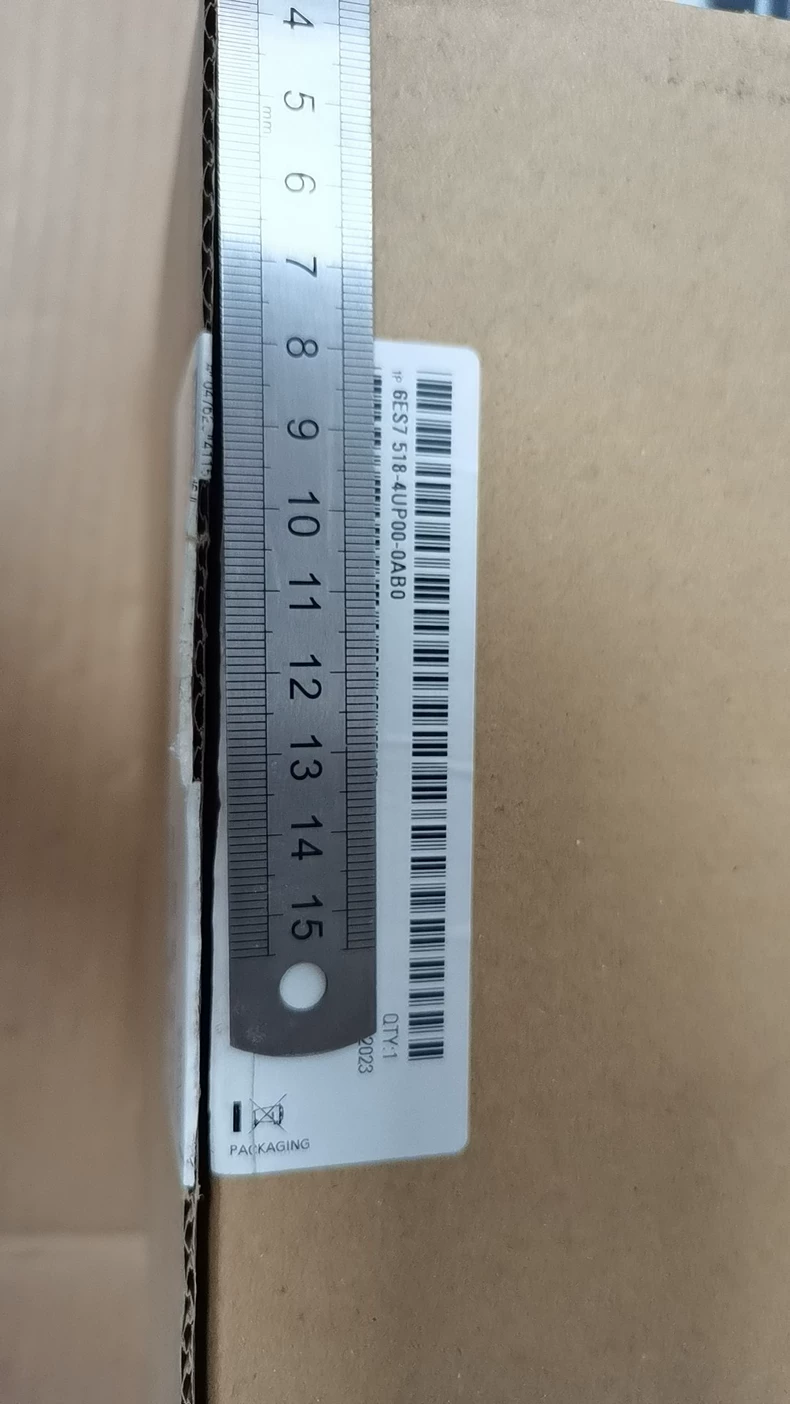 4 5 6 7 8 9 10 11 12 13 14 15
mm
1P 6ES7 518-4UP00-0AB0
QTY:1
2023
PACKAGING